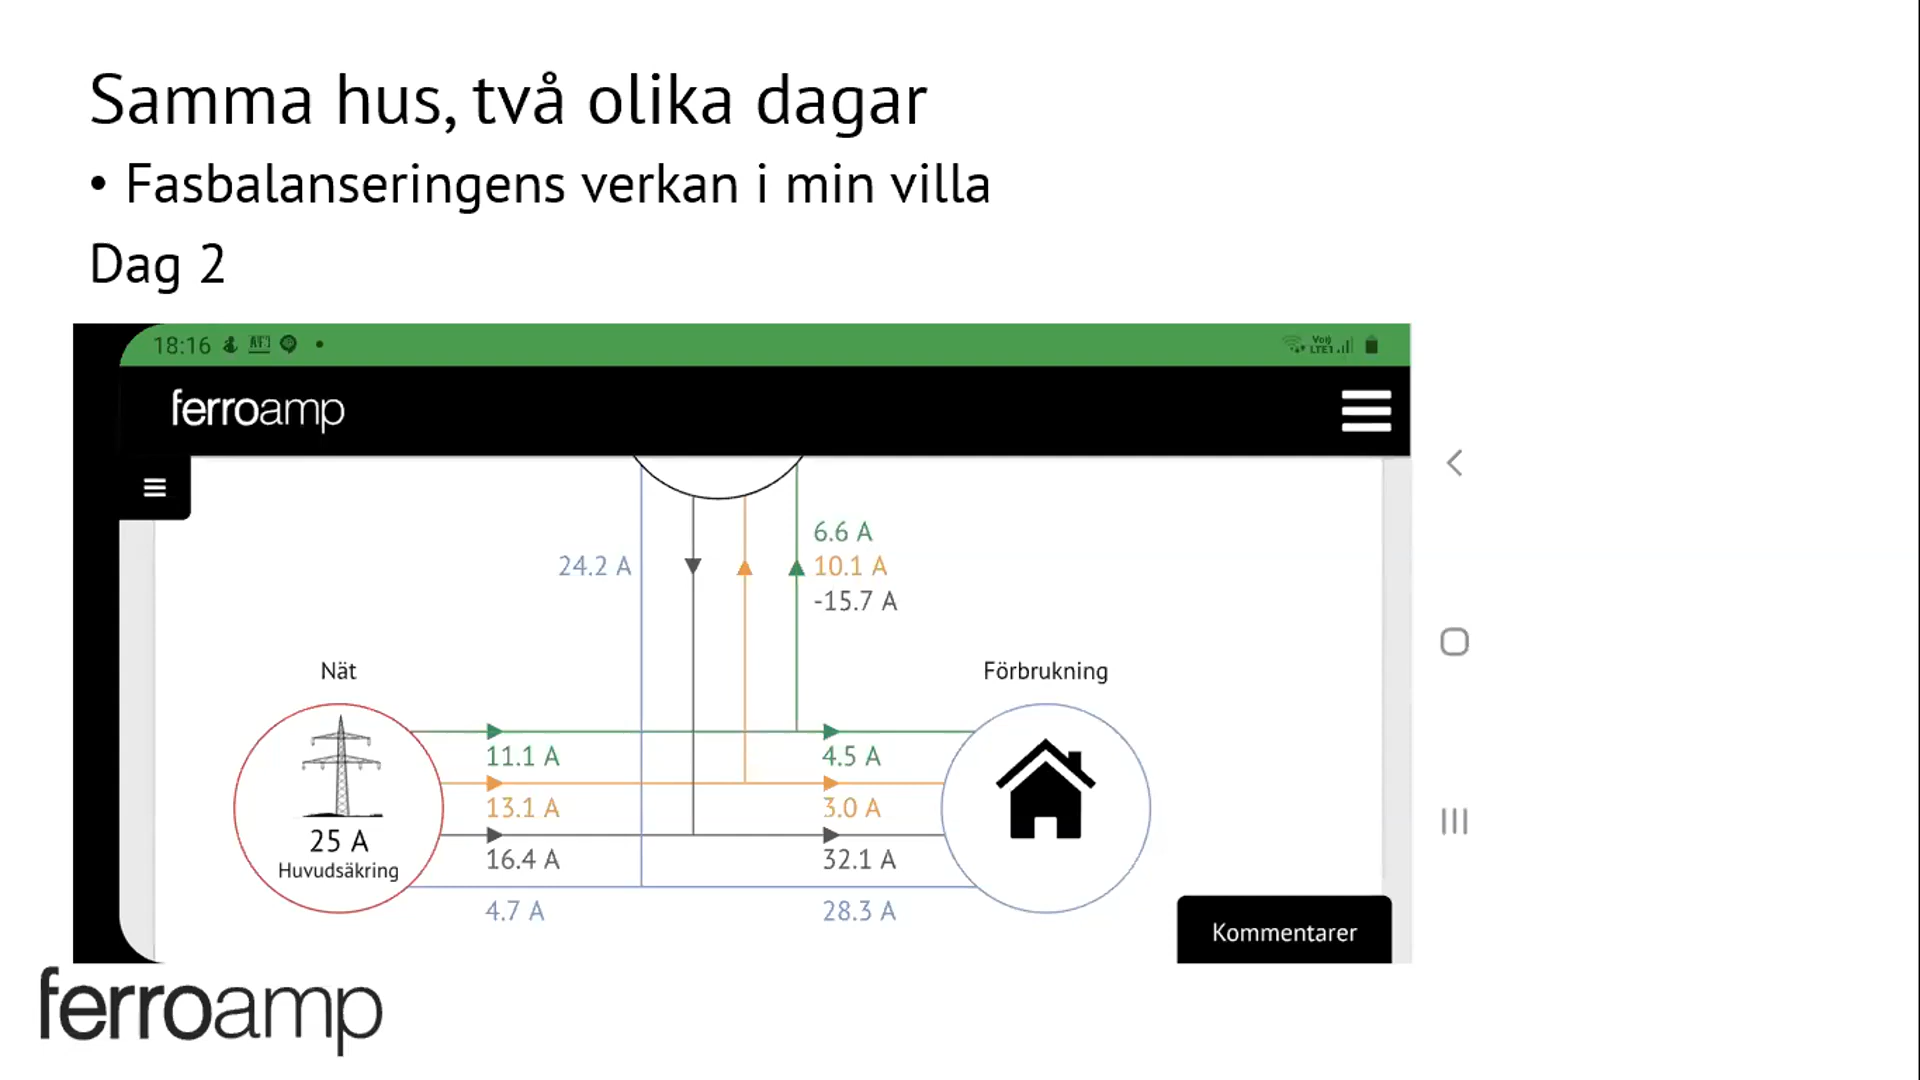 Samma hus, två olika dagar
• Fasbalanseringens verkan i min villa
Dag 2
18:16
ferroamp
6.6 A
24.2 A
10.1 A
-15.7 A
Nät
Förbrukning
11.1 A
4.5 A
13.1 A
3.0 A
25 A
Huvudsäkring
16.4 A
32.1 A
4.7 A
28.3 A
Kommentarer
ferroamp